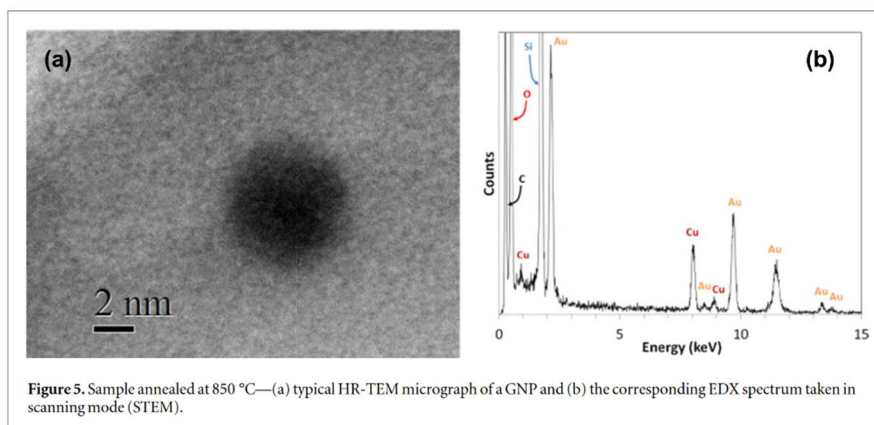 (a)
2 nm
(b)
Si
Au
O
C
Cu
Cu
Au
Cu
Au
Au
Au
Au
Counts
0
5
10
15
Energy (keV)
Figure 5. Sample annealed at 850 °C—(a) typical HR-TEM micrograph of a GNP and (b) the corresponding EDX spectrum taken in
scanning mode (STEM).